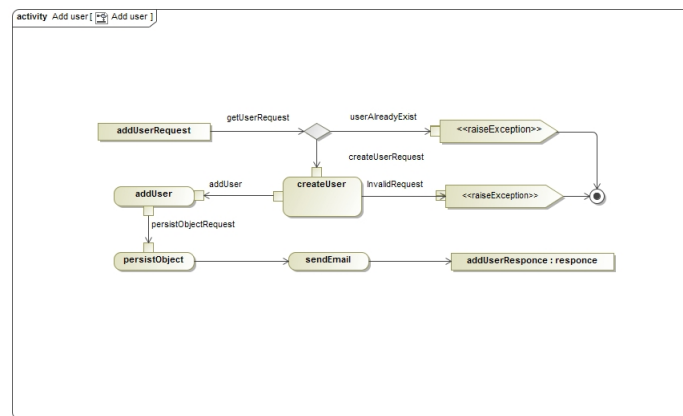 activity Add user [ Add user ]
getUserRequest
userAlreadyExist
addUserRequest
<<raiseException>>
createUserRequest
addUser
createUser
InvalidRequest
addUser
<<raiseException>>
persistObjectRequest
persistObject
sendEmail
addUserResponce : responce